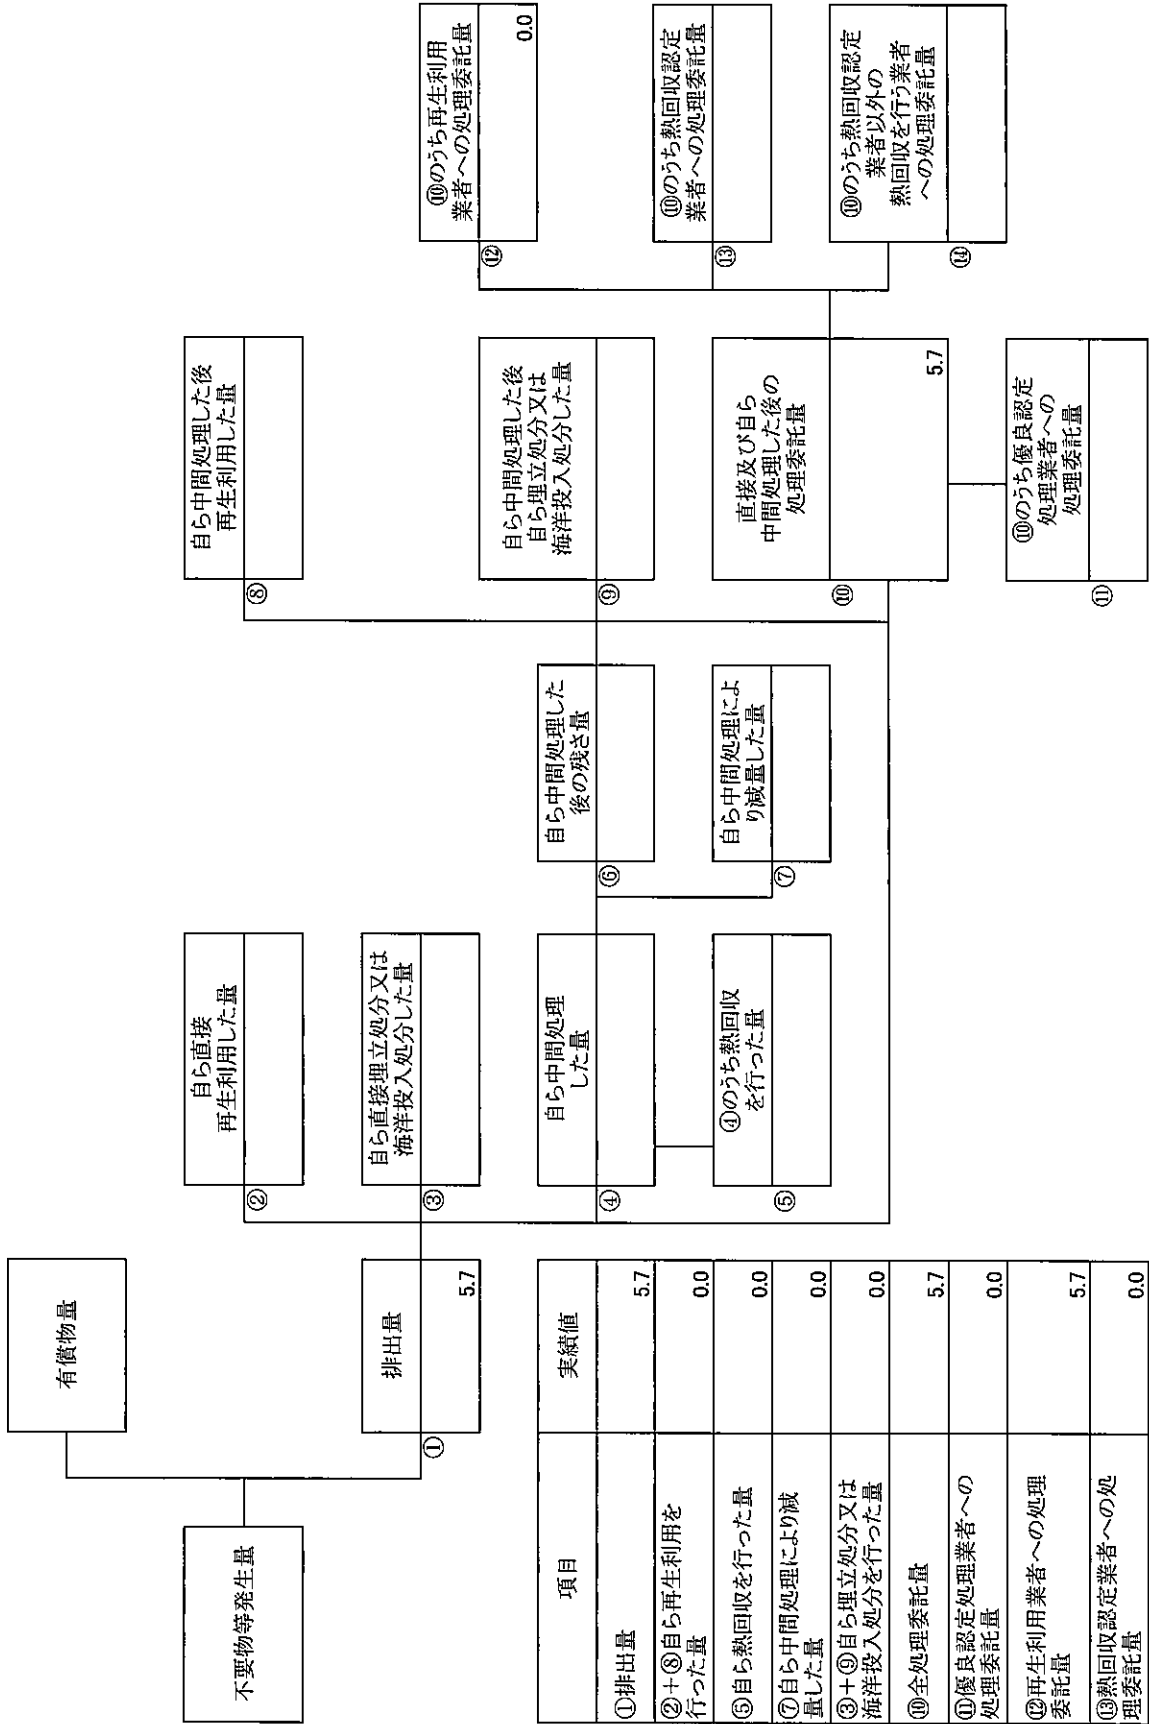 不要物等発生量
有償物量
排出量
①
5.7
自ら直接
再生利用した量
②
自ら直接埋立処分又は
海洋投入処分した量
③
自ら中間処理
した量
④
④のうち熱回収
を行った量
⑤
自ら中間処理した
後の残さ量
⑥
自ら中間処理によ
り減量した量
⑦
自ら中間処理した後
再生利用した量
⑧
自ら中間処理した後
自ら埋立処分又は
海洋投入処分した量
⑨
直接及び自ら
中間処理した後の
処理委託量
⑩
5.7
⑩のうち優良認定
処理業者への
処理委託量
⑪
⑩のうち再生利用
業者への処理委託量
⑫
0.0
⑩のうち熱回収認定
業者への処理委託量
⑬
⑩のうち熱回収認定
業者以外の
熱回収を行う業者
への処理委託量
⑭
項目 実績値
①排出量 5.7
②+⑧自ら再生利用を
行った量 0.0
⑤自ら熱回収を行った量 0.0
⑦自ら中間処理により減
量した量 0.0
③+⑨自ら埋立処分又は
海洋投入処分を行った量 0.0
⑩全処理委託量 5.7
⑪優良認定処理業者への
処理委託量 0.0
⑫再生利用業者への処理
委託量 5.7
⑬熱回収認定業者への処
理委託量 0.0